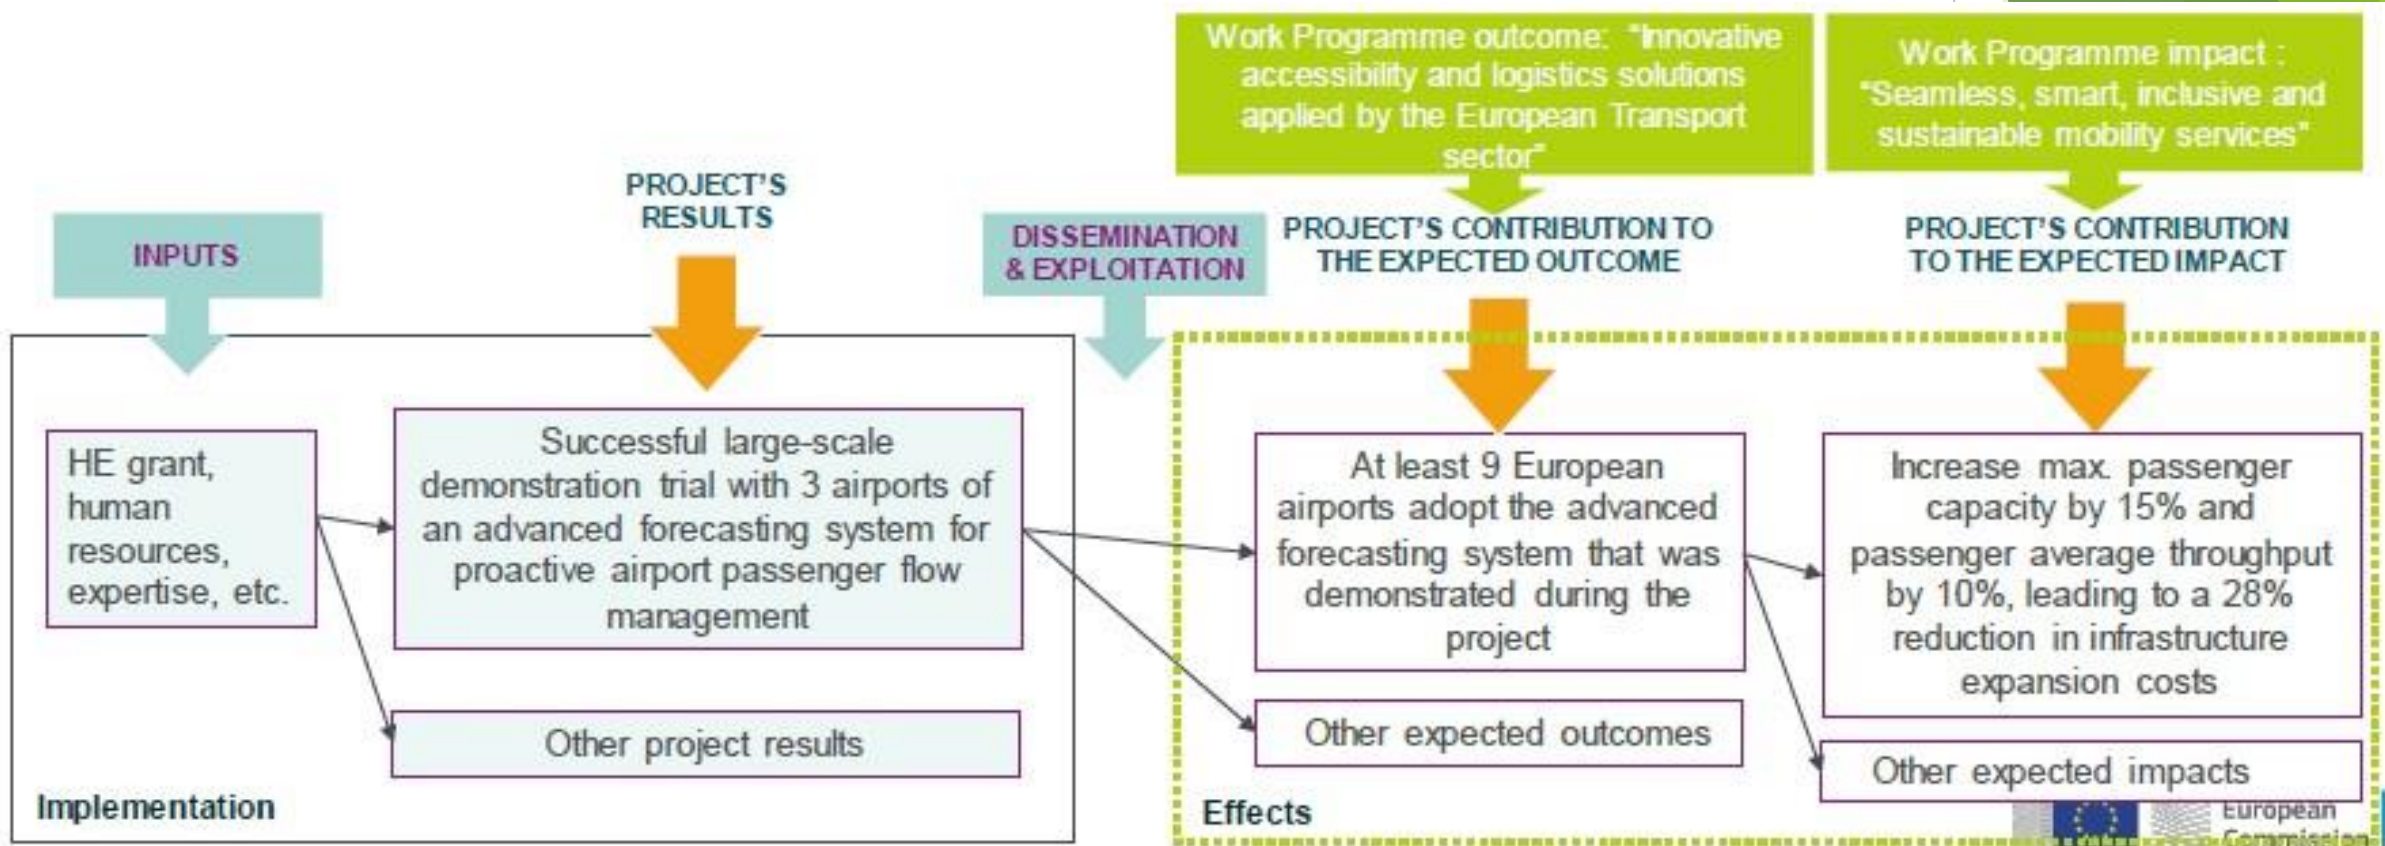 Work Programme outcome: "Innovative
accessibility and logistics solutions
applied by the European Transport
sector"
Work Programme impact :
"Seamless, smart, inclusive and
sustainable mobility services"
INPUTS
PROJECT'S
RESULTS
DISSEMINATION
& EXPLOITATION
PROJECT'S CONTRIBUTION TO
THE EXPECTED OUTCOME
PROJECT'S CONTRIBUTION
TO THE EXPECTED IMPACT
HE grant,
human
resources,
expertise, etc.
Successful large-scale
demonstration trial with 3 airports of
an advanced forecasting system for
proactive airport passenger flow
management
Other project results
Implementation
At least 9 European
airports adopt the advanced
forecasting system that was
demonstrated during the
project
Other expected outcomes
Increase max. passenger
capacity by 15% and
passenger average throughput
by 10%, leading to a 28%
reduction in infrastructure
expansion costs
Other expected impacts
Effects
European
Commission